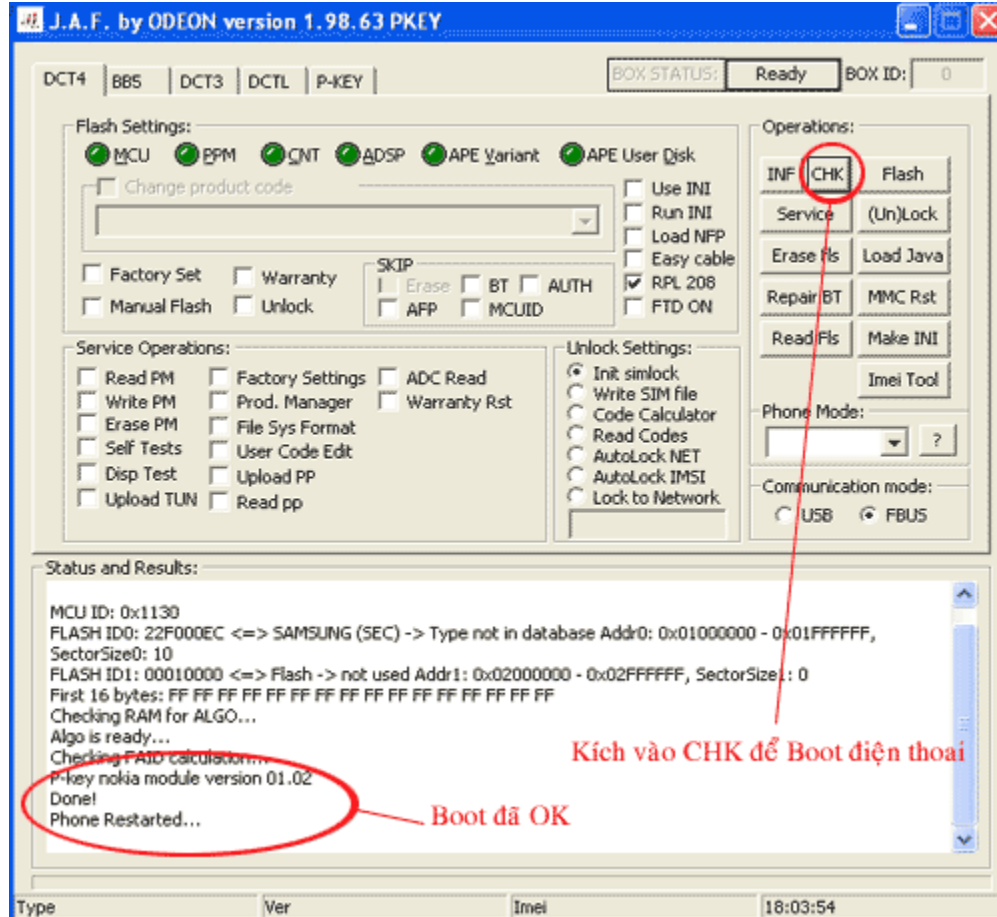 J.A.F. by ODEON version 1.98.63 PKEY
BOX STATUS: Ready BOX ID: 0
DCT4 BB5 DCT3 DCTL P-KEY
Flash Settings:
MCU PPM CNT ADSP APE Variant APE User Disk
Change product code
Use INI
Run INI
Load NFP
Easy cable
RPL 208
FTD ON
Factory Set Warranty
Manual Flash Unlock
SKIP
Erase BT AUTH
AFP MCUID
Operations:
INF CHK Flash
Service (Un)Lock
Erase fls Load Java
Repair BT MMC Rst
Read Fls Make INI
Imei Tool
Service Operations:
Read PM Factory Settings ADC Read
Write PM Prod. Manager Warranty Rst
Erase PM File Sys Format
Self Tests User Code Edit
Disp Test Upload PP
Upload TUN Read pp
Unlock Settings:
Init simlock
Write SIM file
Code Calculator
Read Codes
AutoLock NET
AutoLock IMSI
Lock to Network
Phone Mode:
?
Communication mode:
USB FBUS
Status and Results:
MCU ID: 0x1130
FLASH ID0: 22F000EC <=> SAMSUNG (SEC) -> Type not in database Addr0: 0x01000000 - 0x01FFFFFF,
SectorSize0: 10
FLASH ID1: 00010000 <=> Flash -> not used Addr1: 0x02000000 - 0x02FFFFFF, SectorSize1: 0
First 16 bytes: FF FF FF FF FF FF FF FF FF FF FF FF FF FF FF FF
Checking RAM for ALGO...
Algo is ready...
Checking FAID calculation...
P-key nokia module version 01.02
Done!
Phone Restarted...
Kích vào CHK để Boot điện thoai
Boot đã OK
Type Ver Imei 18:03:54